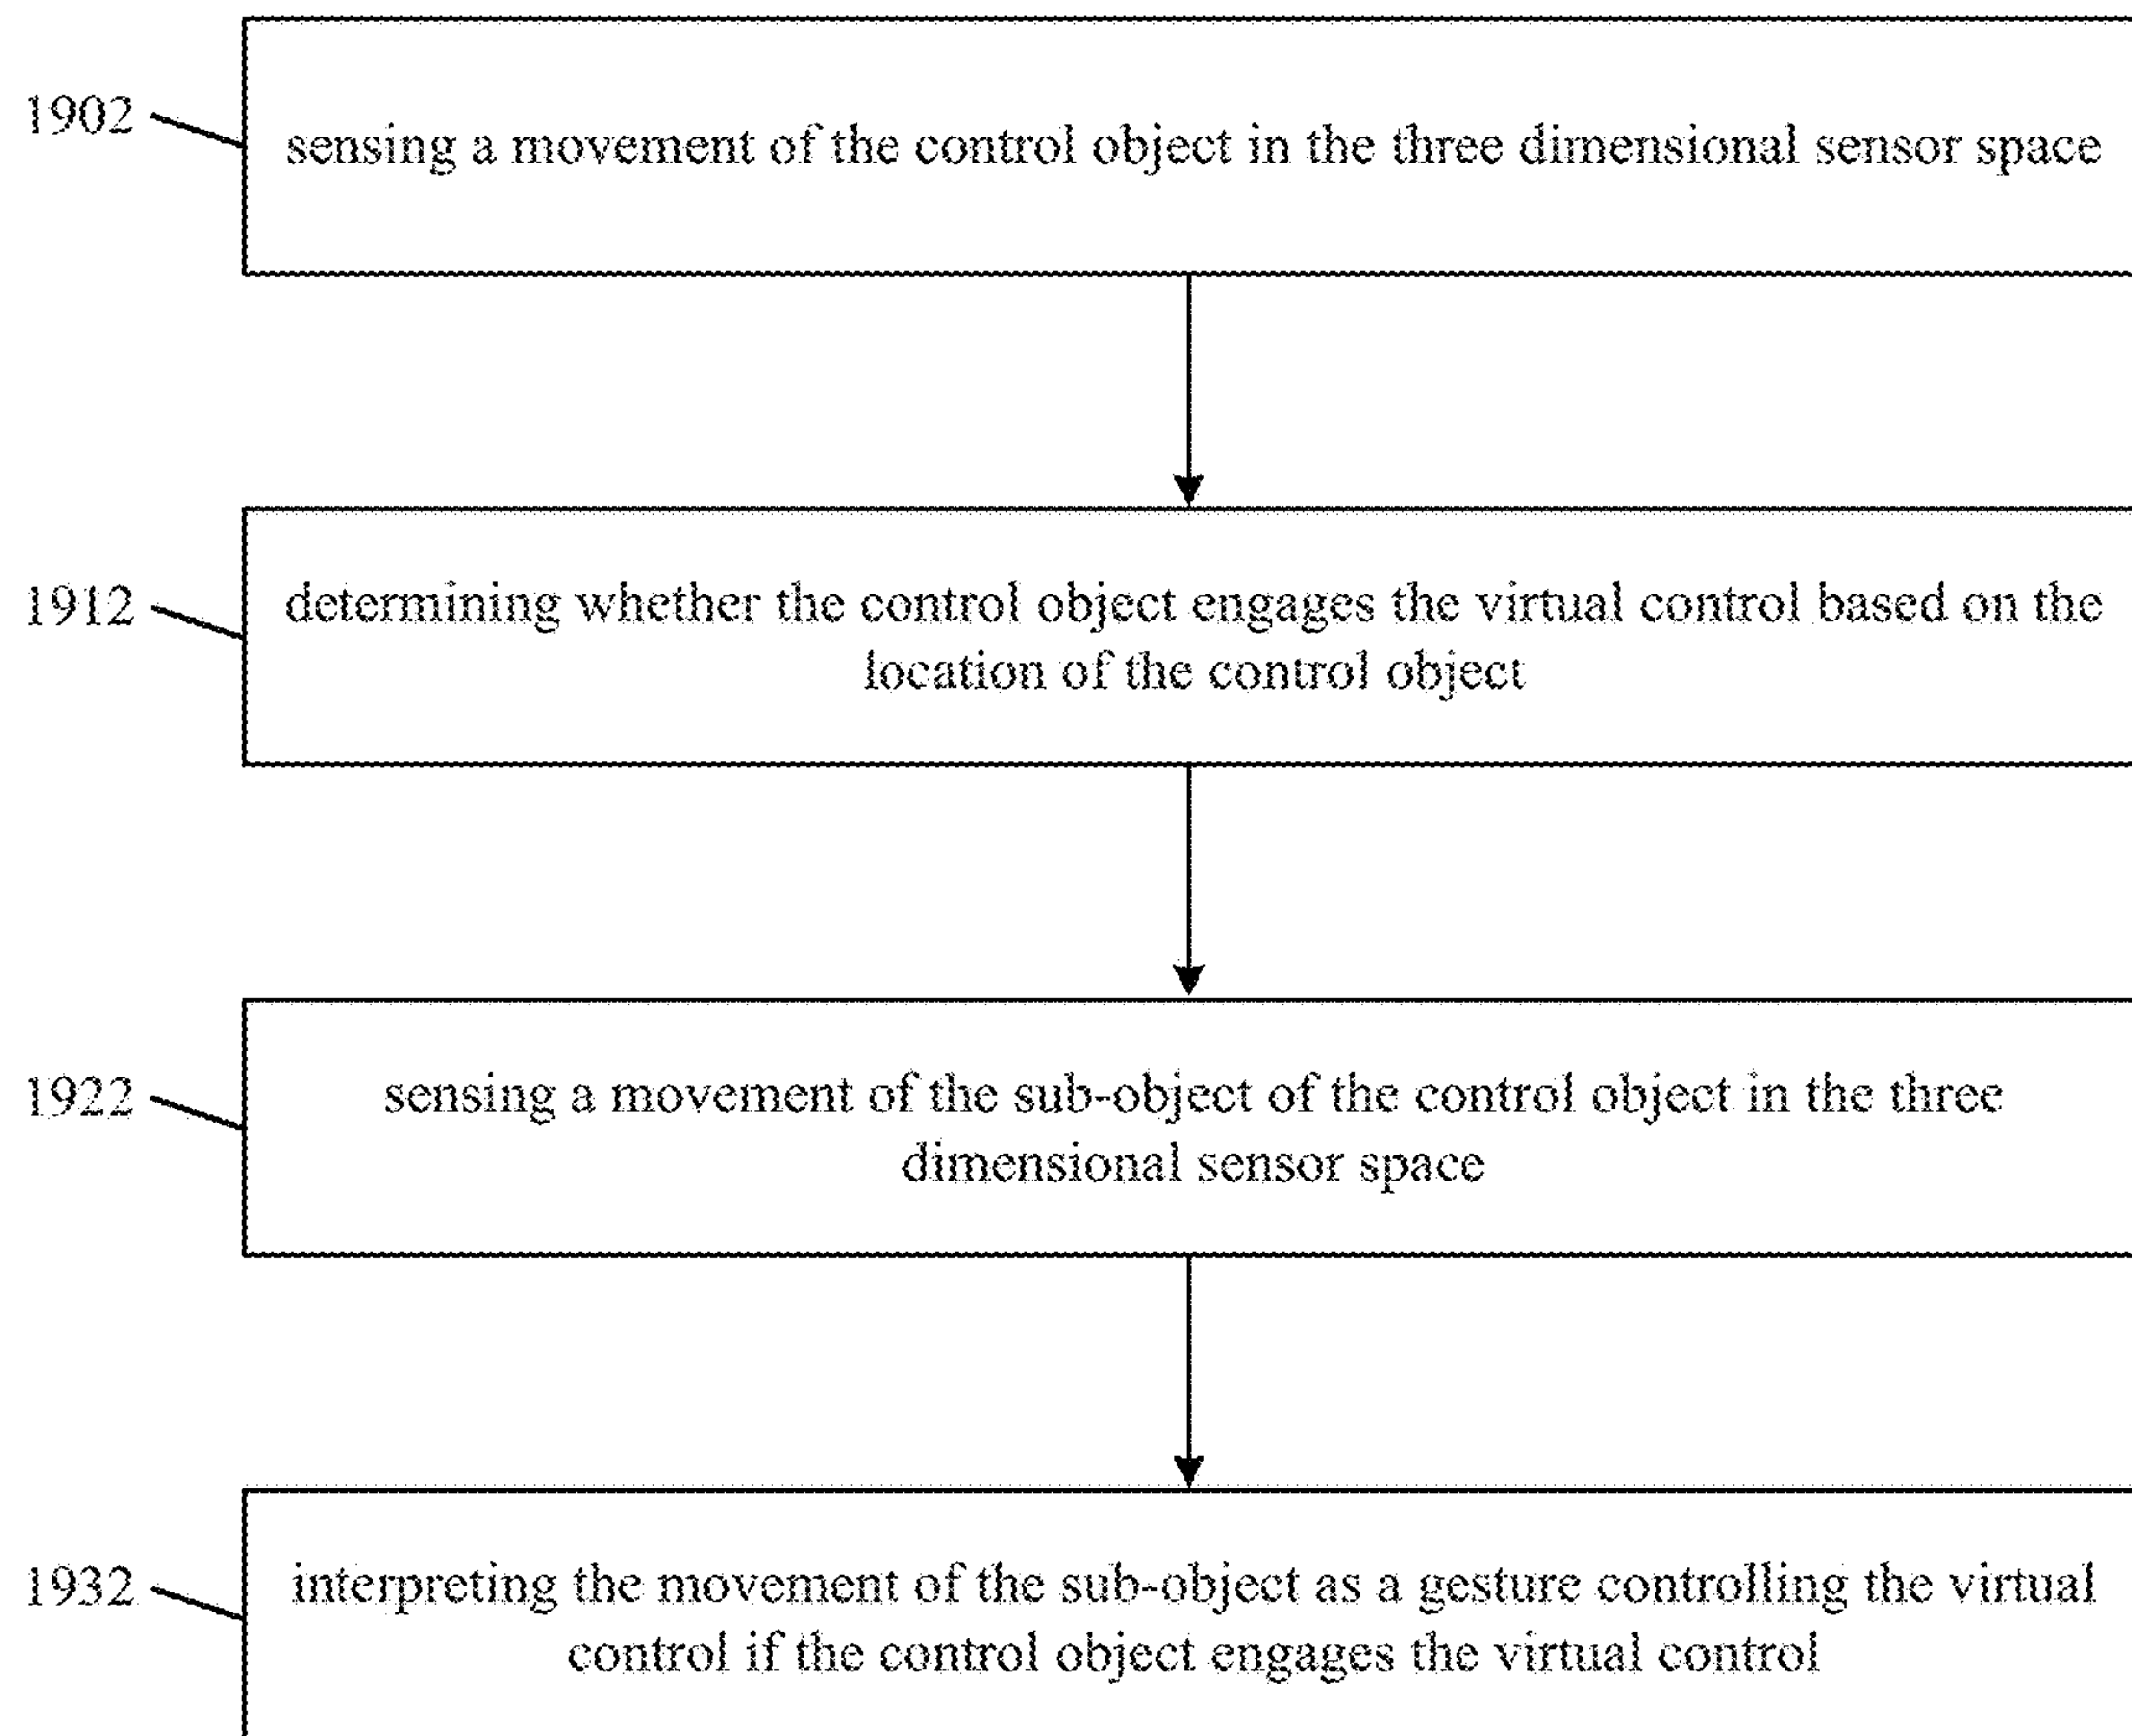 1902
sensing a movement of the control object in the three dimensional sensor space
1912
determining whether the control object engages the virtual control based on the
location of the control object
1922
sensing a movement of the sub-object of the control object in the three
dimensional sensor space
1932
interpreting the movement of the sub-object as a gesture controlling the virtual
control if the control object engages the virtual control